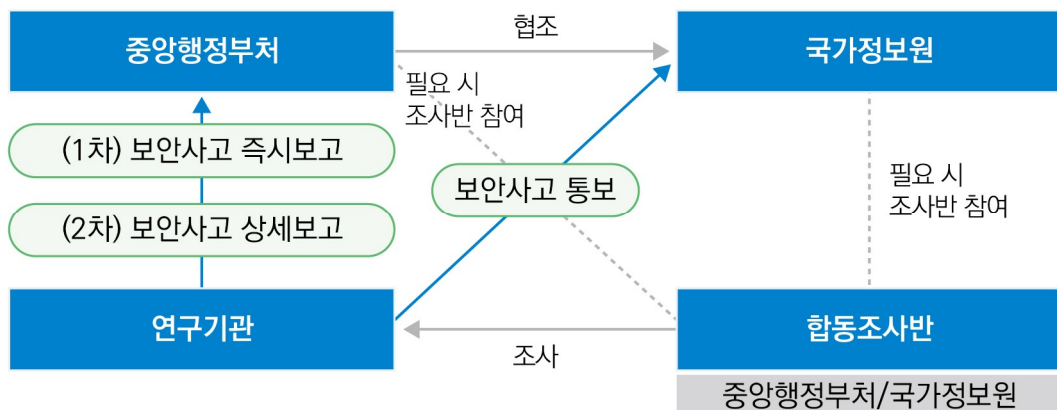 중앙행정부처
협조
국가정보원
필요 시
조사반 참여
(1차) 보안사고 즉시보고
보안사고 통보
필요 시
조사반 참여
(2차) 보안사고 상세보고
연구기관
조사
합동조사반
중앙행정부처/국가정보원